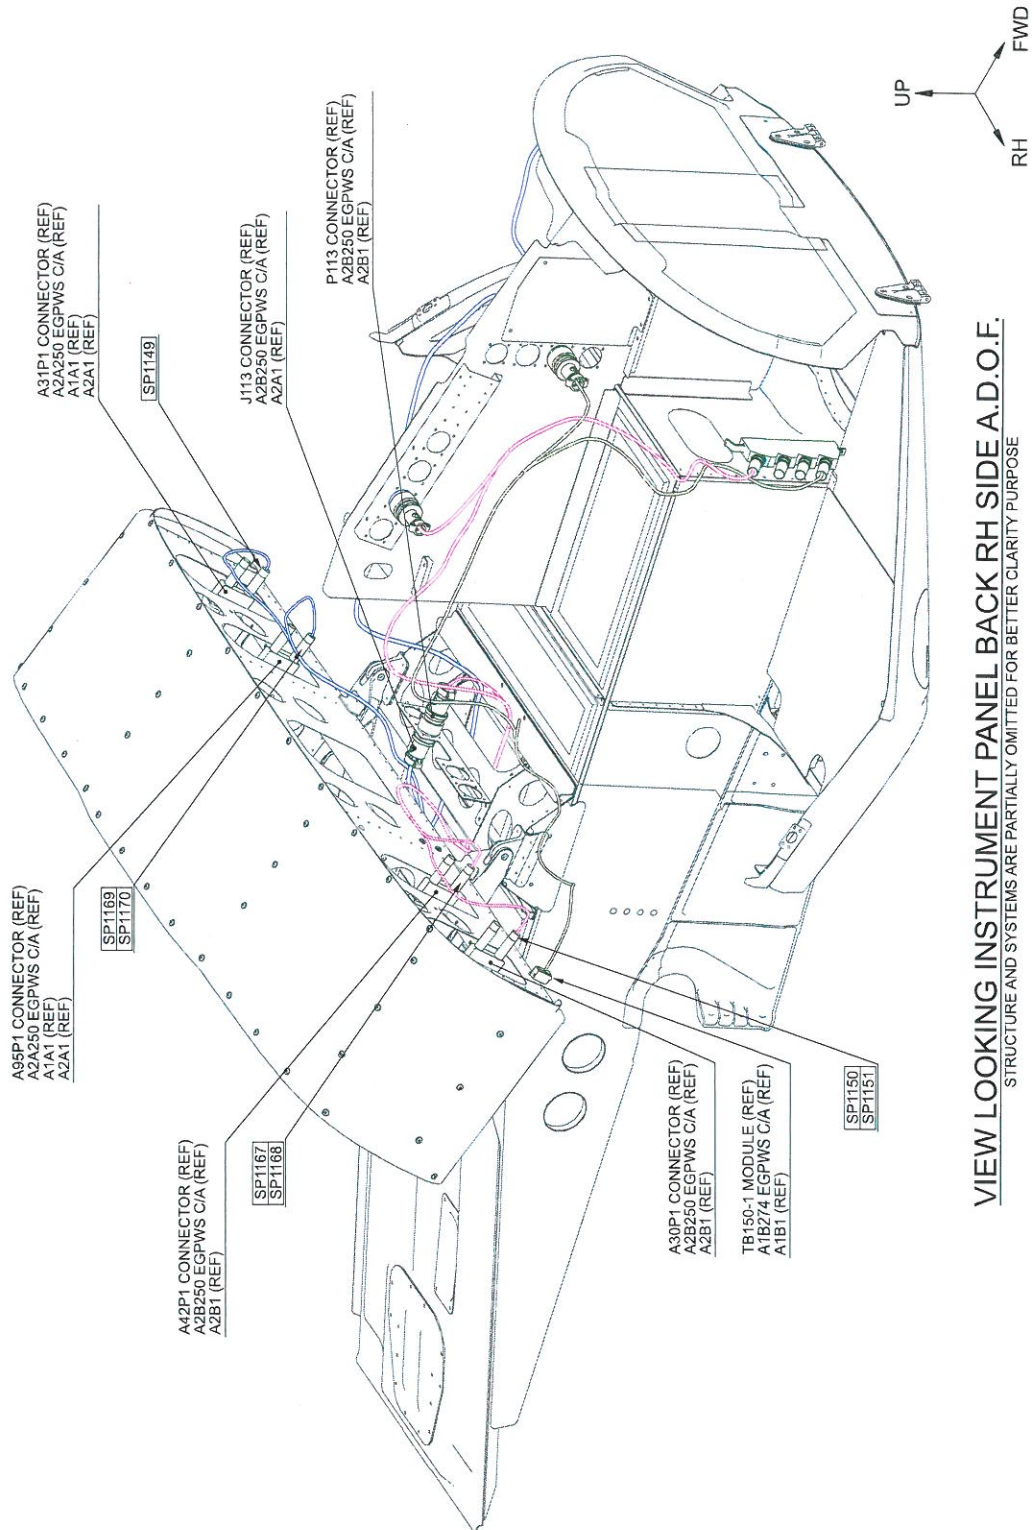 A31P1 CONNECTOR (REF)
A2A250 EGPWS C/A (REF)
A1A1 (REF)
A2A1 (REF)
SP1149
J113 CONNECTOR (REF)
A2B250 EGPWS C/A (REF)
A2A1 (REF)
P113 CONNECTOR (REF)
A2B250 EGPWS C/A (REF)
A2B1 (REF)
A95P1 CONNECTOR (REF)
A2A250 EGPWS C/A (REF)
A1A1 (REF)
A2A1 (REF)
SP1169
SP1170
A42P1 CONNECTOR (REF)
A2B250 EGPWS C/A (REF)
A2B1 (REF)
SP1167
SP1168
A30P1 CONNECTOR (REF)
A2B250 EGPWS C/A (REF)
A2B1 (REF)
TB150-1 MODULE (REF)
A1B274 EGPWS C/A (REF)
A1B1 (REF)
SP1150
SP1151
UP
RH
FWD
VIEW LOOKING INSTRUMENT PANEL BACK RH SIDE A.D.O.F.
STRUCTURE AND SYSTEMS ARE PARTIALLY OMITTED FOR BETTER CLARITY PURPOSE